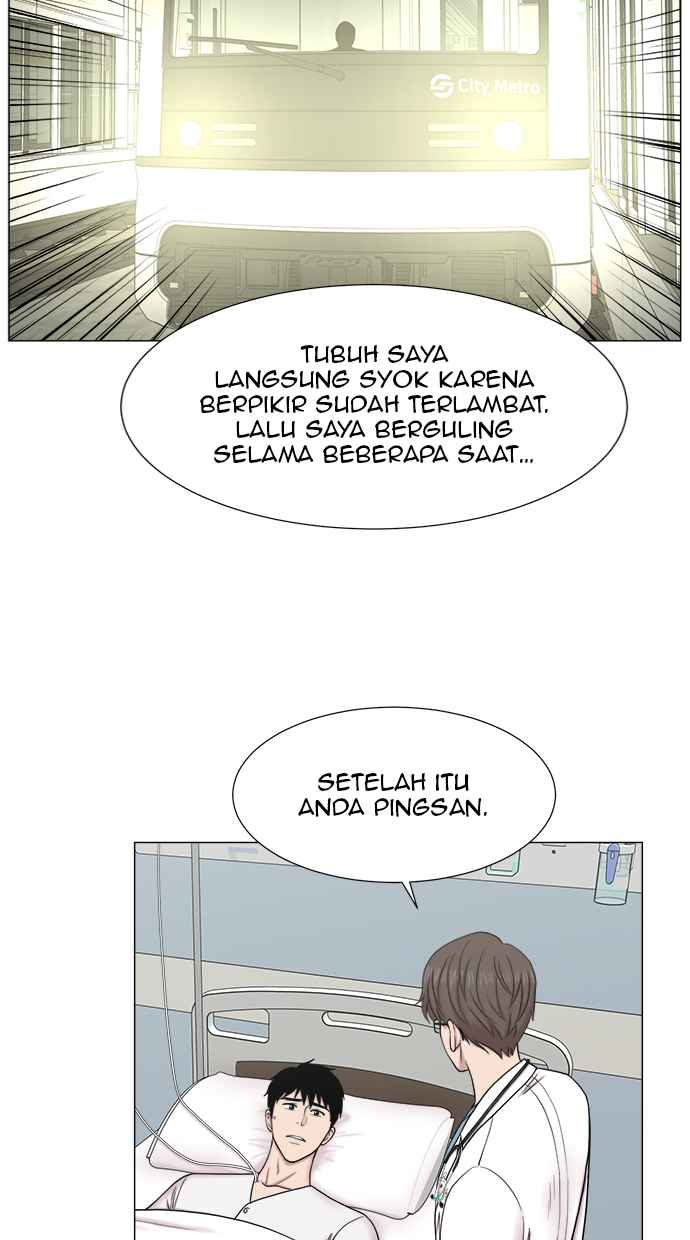 City Metro
TUBUH SAYA
LANGSUNG SYOK KARENA
BERPIKIR SUDAH TERLAMBAT.
LALU SAYA BERGULING
SELAMA BEBERAPA SAAT...
SETELAH ITU
ANDA PINGSAN.